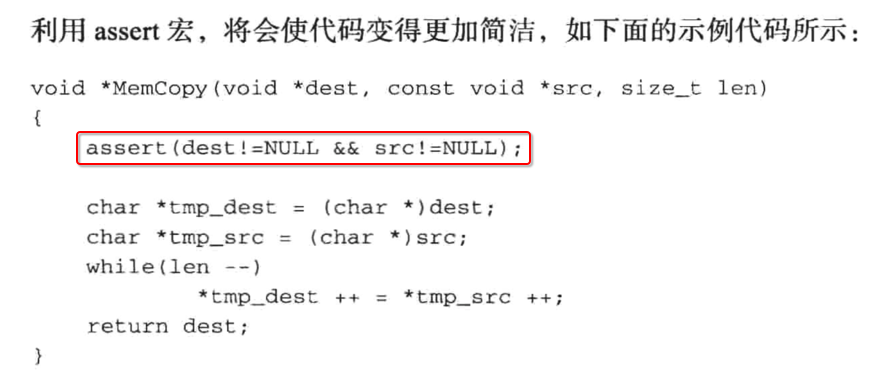 利用 assert 宏，将会使代码变得更加简洁，如下面的示例代码所示：
void *MemCopy(void *dest, const void *src, size_t len)
{
    assert(dest!=NULL && src!=NULL);
    char *tmp_dest = (char *)dest;
    char *tmp_src = (char *)src;
    while(len --)
            *tmp_dest ++ = *tmp_src ++;
    return dest;
}